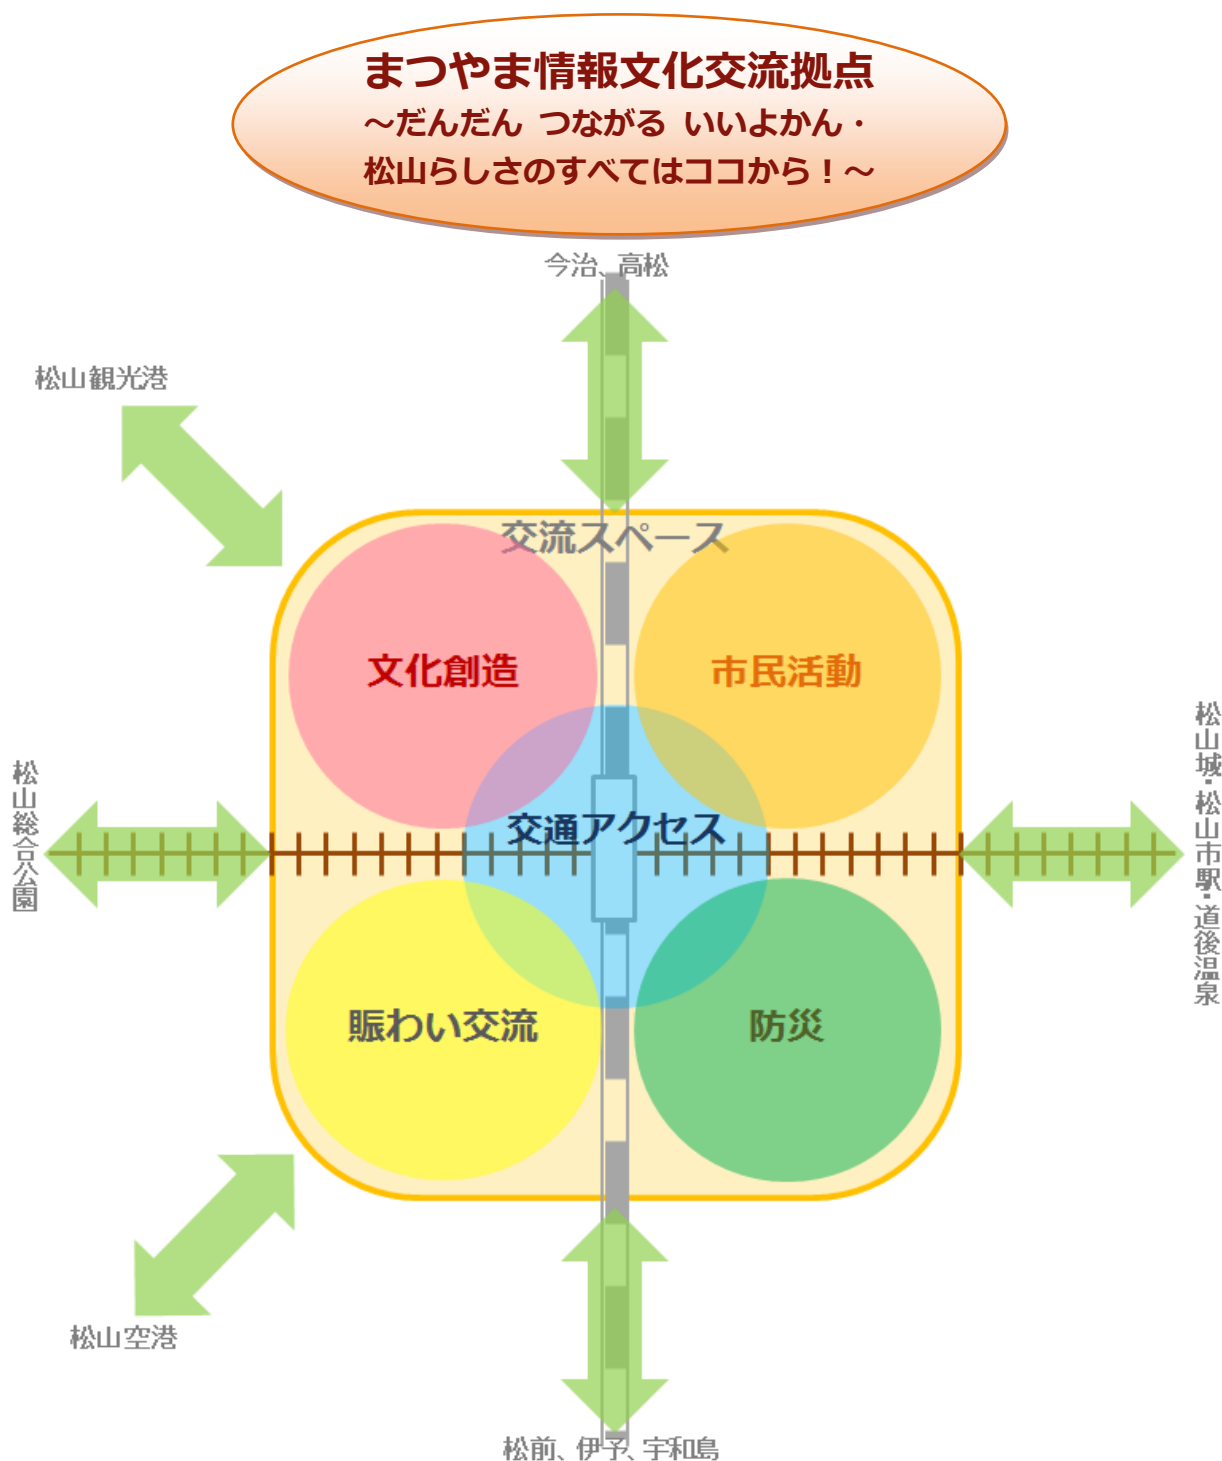 まつやま情報文化交流拠点
～だんだん つながる いいよかん・
松山らしさのすべてはココから！～
今治、高松
松山観光港
交流スペース
文化創造
市民活動
松山総合公園
交通アクセス
松山城・松山市駅・道後温泉
賑わい交流
防災
松山空港
松前、伊予、宇和島